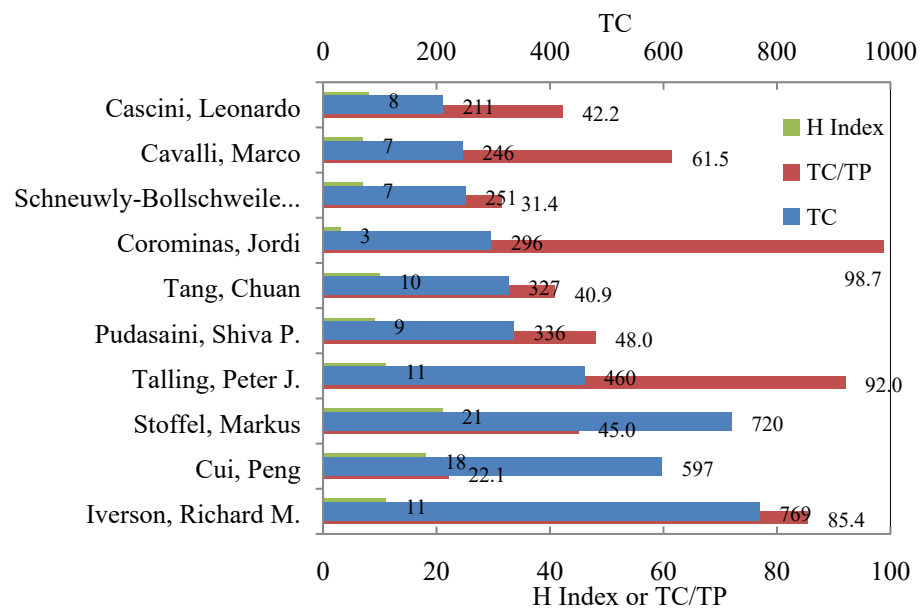 TC
0 200 400 600 800 1000
Cascini, Leonardo 8 211 42.2
H Index
Cavalli, Marco 7 246 61.5
TC/TP
Schneuwly-Bollschweile... 7 251 31.4
TC
Corominas, Jordi 3 296 98.7
Tang, Chuan 10 327 40.9
Pudasaini, Shiva P. 9 336 48.0
Talling, Peter J. 11 460 92.0
Stoffel, Markus 21 720 45.0
Cui, Peng 18 597 22.1
Iverson, Richard M. 11 769 85.4
0 20 40 60 80 100
H Index or TC/TP